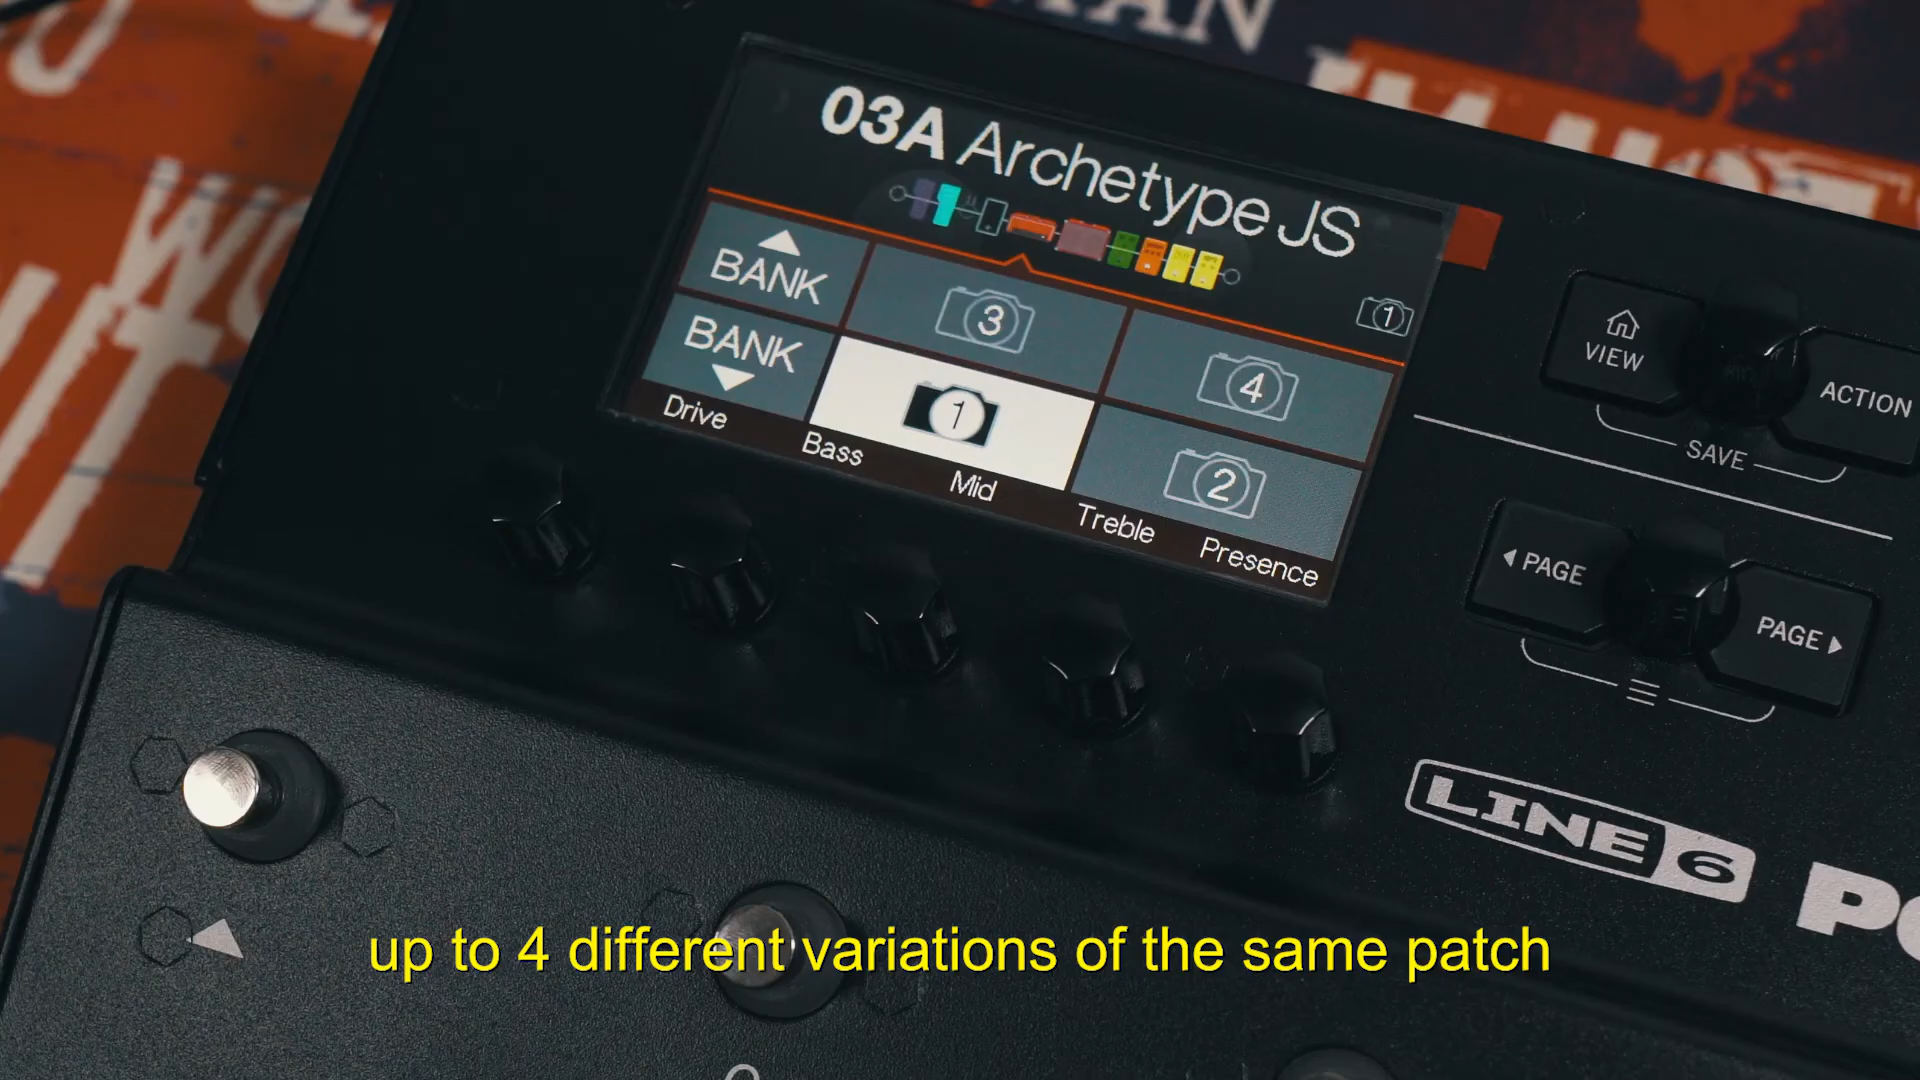 03A Archetype JS
BANK
3
4
1
BANK
1
2
Drive
Bass
Mid
Treble
Presence
VIEW
ACTION
SAVE
PAGE
PAGE
LINE 6
up to 4 different variations of the same patch